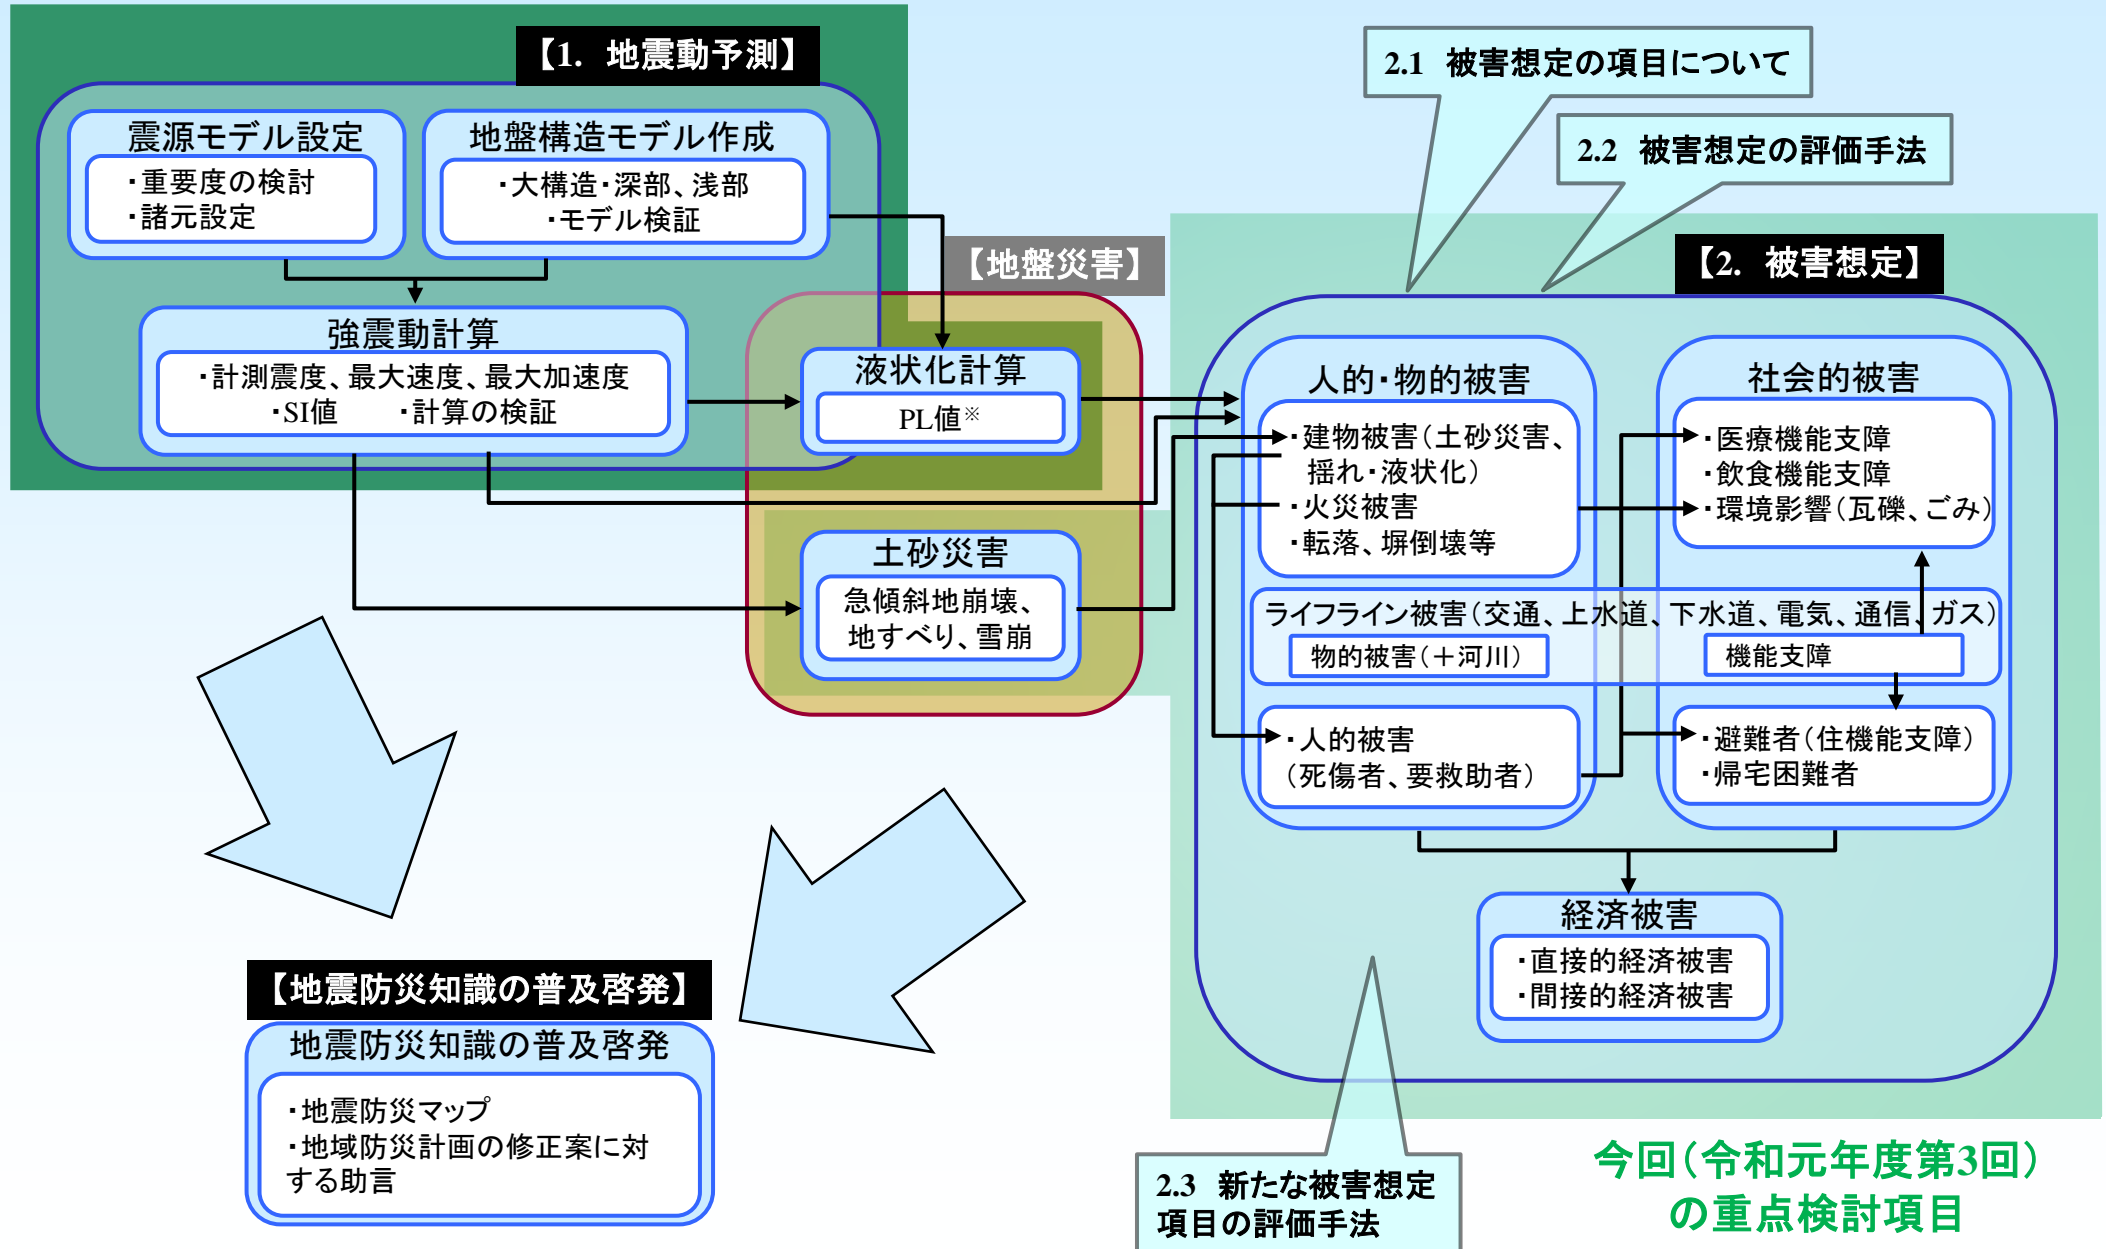 【1. 地震動予測】
震源モデル設定
・重要度の検討
・諸元設定
地盤構造モデル作成
・大構造・深部、浅部
・モデル検証
強震動計算
・計測震度、最大速度、最大加速度
・SI値　・計算の検証
【地盤災害】
液状化計算
PL値※
土砂災害
急傾斜地崩壊、
地すべり、雪崩
2.1 被害想定の項目について
2.2 被害想定の評価手法
【2. 被害想定】
人的・物的被害
・建物被害（土砂災害、
揺れ・液状化）
・火災被害
・転落、塀倒壊等
社会的被害
・医療機能支障
・飲食機能支障
・環境影響（瓦礫、ごみ）
ライフライン被害（交通、上水道、下水道、電気、通信、ガス）
物的被害（＋河川）
機能支障
・人的被害
（死傷者、要救助者）
・避難者（住機能支障）
・帰宅困難者
経済被害
・直接的経済被害
・間接的経済被害
【地震防災知識の普及啓発】
地震防災知識の普及啓発
・地震防災マップ
・地域防災計画の修正案に対
する助言
2.3 新たな被害想定
項目の評価手法
今回（令和元年度第3回）
の重点検討項目